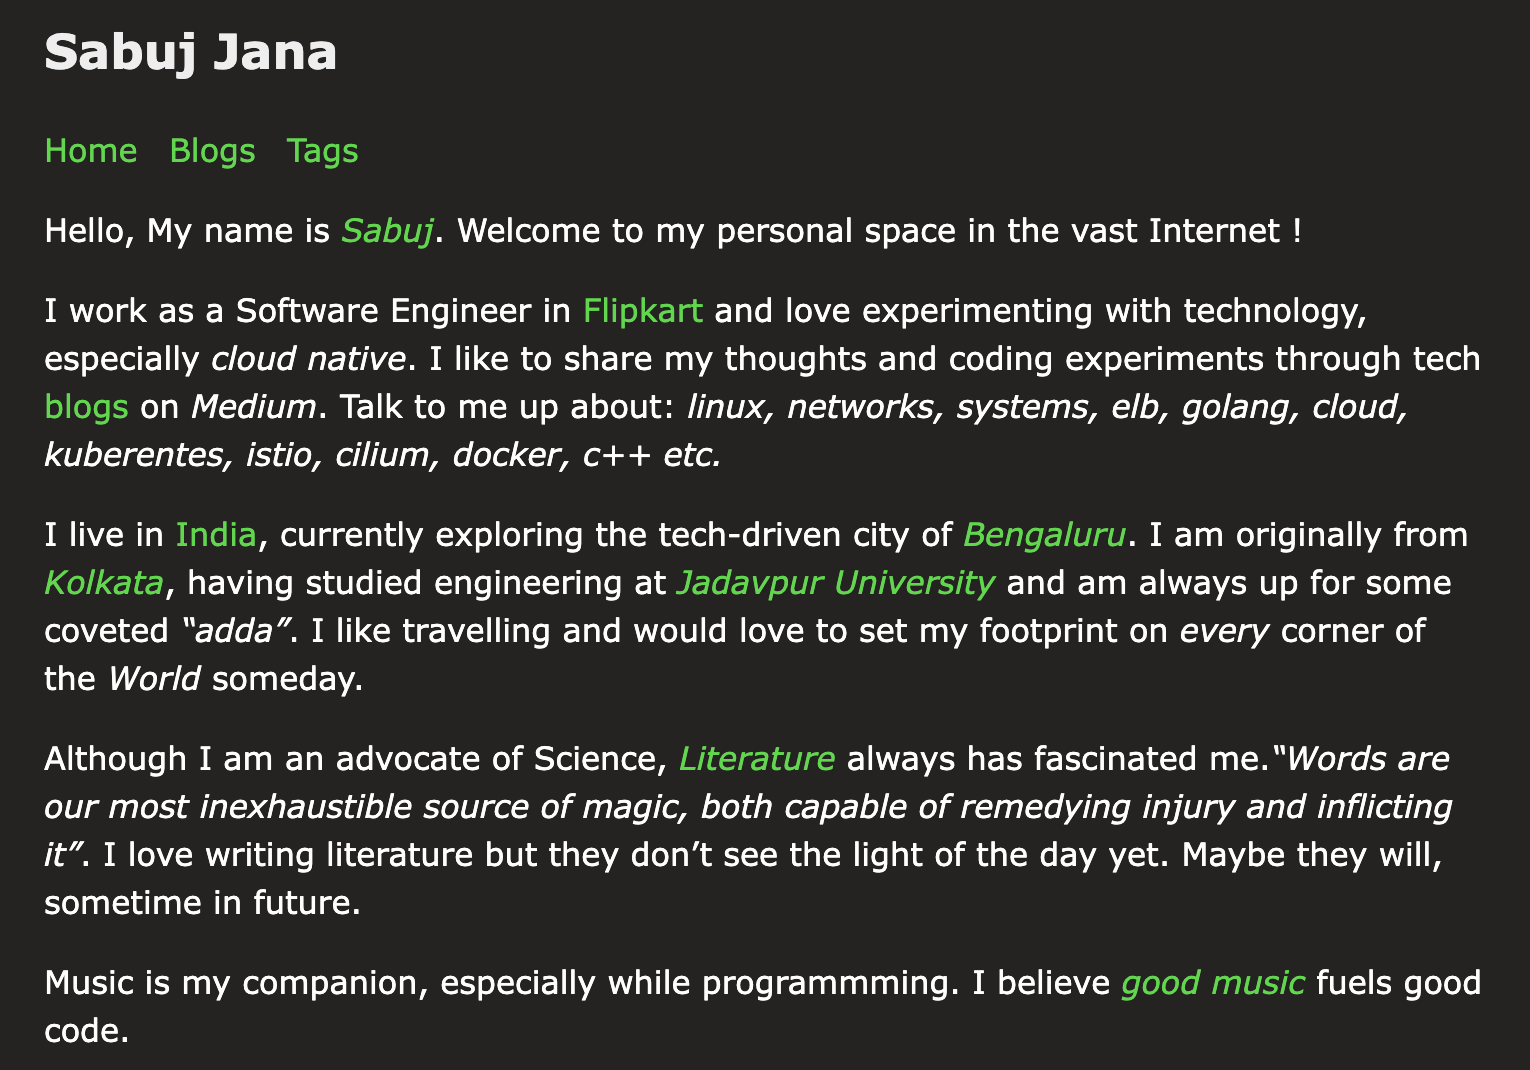 Sabuj Jana
Home Blogs Tags
Hello, My name is Sabuj. Welcome to my personal space in the vast Internet !
I work as a Software Engineer in Flipkart and love experimenting with technology,
especially cloud native. I like to share my thoughts and coding experiments through tech
blogs on Medium. Talk to me up about: linux, networks, systems, elb, golang, cloud,
kuberentes, istio, cilium, docker, c++ etc.
I live in India, currently exploring the tech-driven city of Bengaluru. I am originally from
Kolkata, having studied engineering at Jadavpur University and am always up for some
coveted “adda”. I like travelling and would love to set my footprint on every corner of
the World someday.
Although I am an advocate of Science, Literature always has fascinated me.“Words are
our most inexhaustible source of magic, both capable of remedying injury and inflicting
it”. I love writing literature but they don’t see the light of the day yet. Maybe they will,
sometime in future.
Music is my companion, especially while programmming. I believe good music fuels good
code.